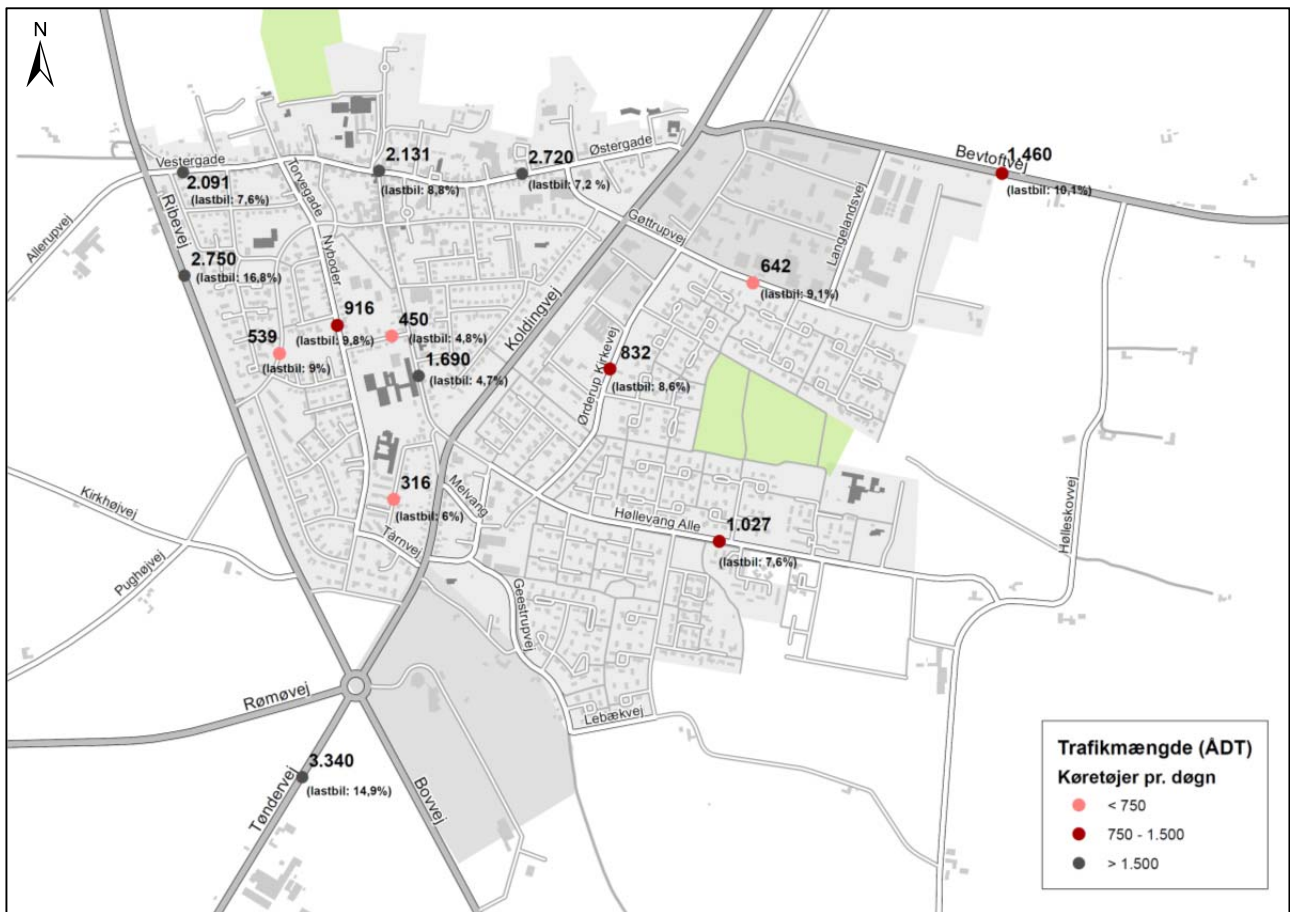 N
Vestergade
2.091
(lastbil: 7,6%)
Torvegade
2.131
(lastbil: 8,8%)
2.720
(lastbil: 7,2 %)
Østergade
Bevtoftvej
1.460
(lastbil: 10,1%)
Allerupvej
Ribevej
2.750
(lastbil: 16,8%)
Nyboder
Gøttrupvej
Langelandsvej
642
(lastbil: 9,1%)
539
(lastbil: 9%)
916
(lastbil: 9,8%)
450
(lastbil: 4,8%)
1.690
(lastbil: 4,7%)
Koldingvej
832
(lastbil: 8,6%)
Ørderup Kirkevej
Kirkhøjvej
Pughøjvej
316
(lastbil: 6%)
Tårnvej
Melvang
Høllevang Alle
1.027
(lastbil: 7,6%)
Hølleskovvej
Geestrupvej
Lebækvej
Rømøvej
3.340
(lastbil: 14,9%)
Tøndervej
Bovvej
Trafikmængde (ÅDT)
Køretøjer pr. døgn
< 750
750 - 1.500
> 1.500